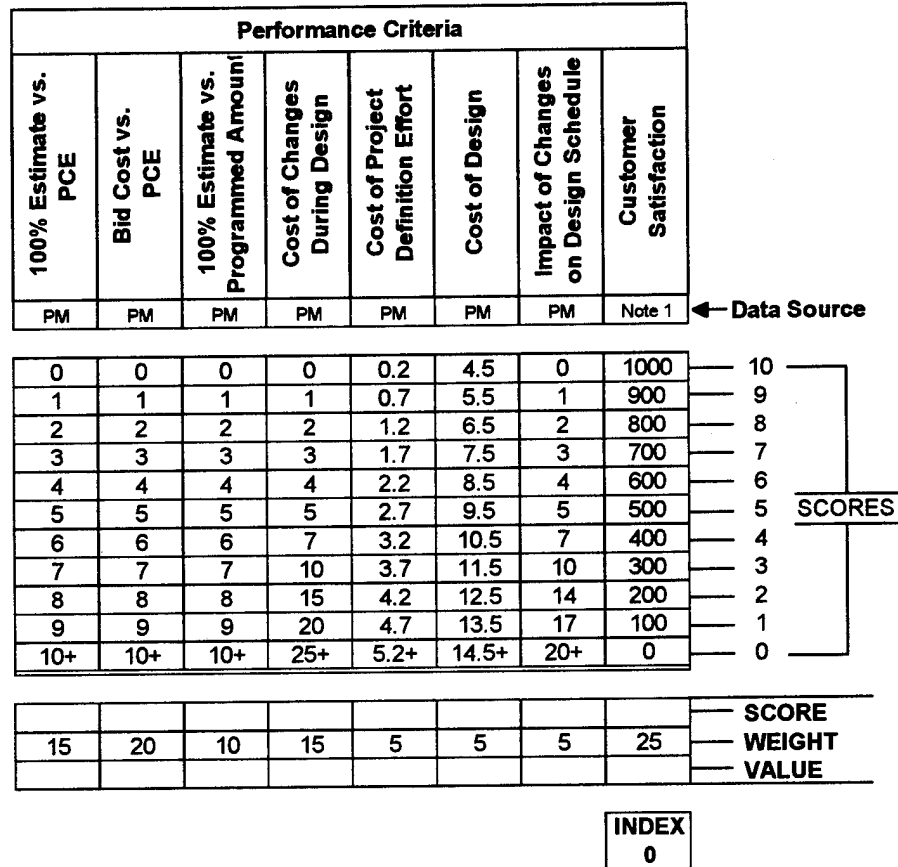 Performance Criteria
100% Estimate vs.
PCE
Bid Cost vs.
PCE
100% Estimate vs.
Programmed Amount
Cost of Changes
During Design
Cost of Project
Definition Effort
Cost of Design
Impact of Changes
on Design Schedule
Customer
Satisfaction
PM PM PM PM PM PM PM Note 1 Data Source
0 0 0 0 0.2 4.5 0 1000 10
1 1 1 1 0.7 5.5 1 900 9
2 2 2 2 1.2 6.5 2 800 8
3 3 3 3 1.7 7.5 3 700 7
4 4 4 4 2.2 8.5 4 600 6
5 5 5 5 2.7 9.5 5 500 5 SCORES
6 6 6 7 3.2 10.5 7 400 4
7 7 7 10 3.7 11.5 10 300 3
8 8 8 15 4.2 12.5 14 200 2
9 9 9 20 4.7 13.5 17 100 1
10+ 10+ 10+ 25+ 5.2+ 14.5+ 20+ 0 0
SCORE
15 20 10 15 5 5 5 25 WEIGHT
VALUE
INDEX
0